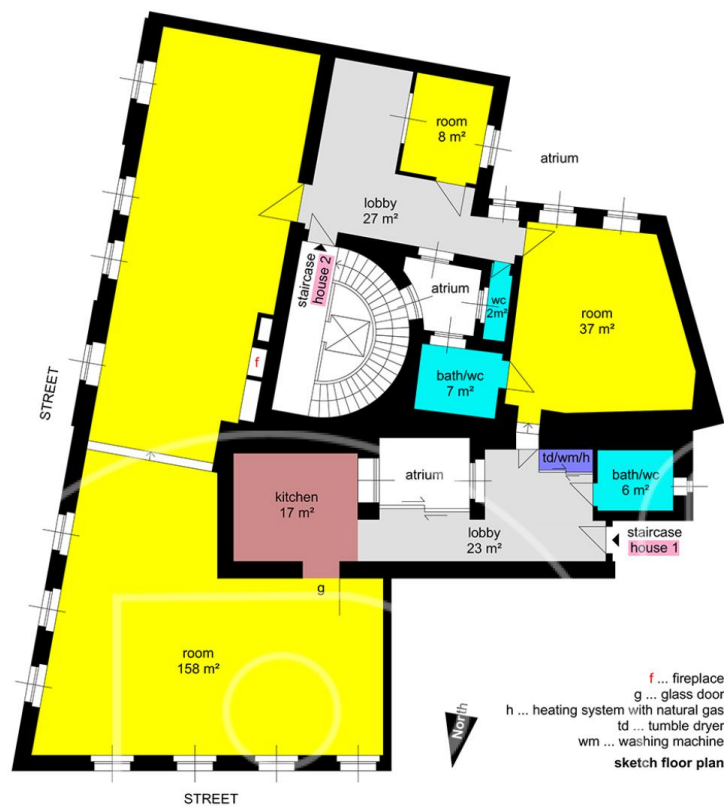 room
8 m²
atrium
lobby
27 m²
staircase
house 2
atrium
wc
2m²
room
37 m²
f
bath/wc
7 m²
STREET
td/wm/h
kitchen
17 m²
atrium
bath/wc
6 m²
lobby
23 m²
staircase
house 1
g
room
158 m²
f ... fireplace
g ... glass door
h ... heating system with natural gas
td ... tumble dryer
wm ... washing machine
sketch floor plan
North
STREET